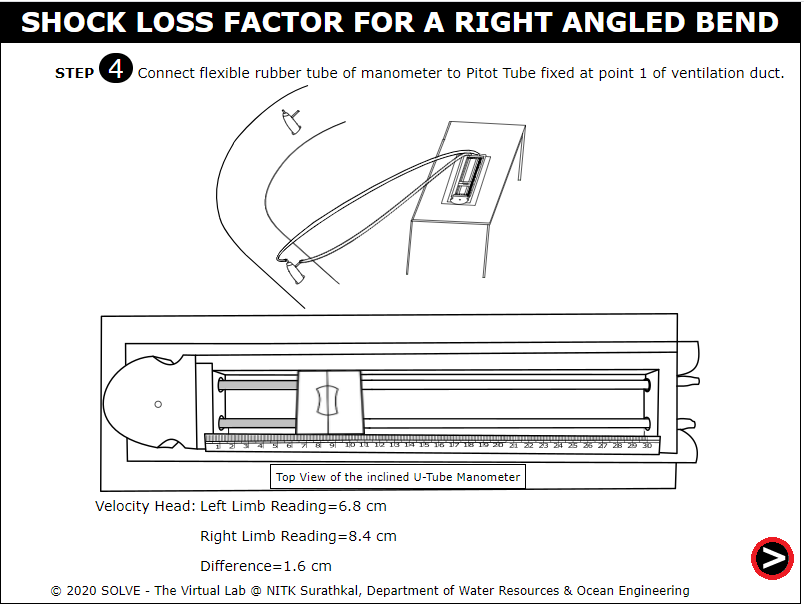 SHOCK LOSS FACTOR FOR A RIGHT ANGLED BEND
STEP 4 Connect flexible rubber tube of manometer to Pitot Tube fixed at point 1 of ventilation duct.
1 2 3 4 5 6 7 8 9 10 11 12 13 14 15 16 17 18 19 20 21 22 23 24 25 26 27 28 29 30
Top View of the inclined U-Tube Manometer
Velocity Head: Left Limb Reading=6.8 cm
Right Limb Reading=8.4 cm
Difference=1.6 cm
© 2020 SOLVE - The Virtual Lab @ NITK Surathkal, Department of Water Resources & Ocean Engineering